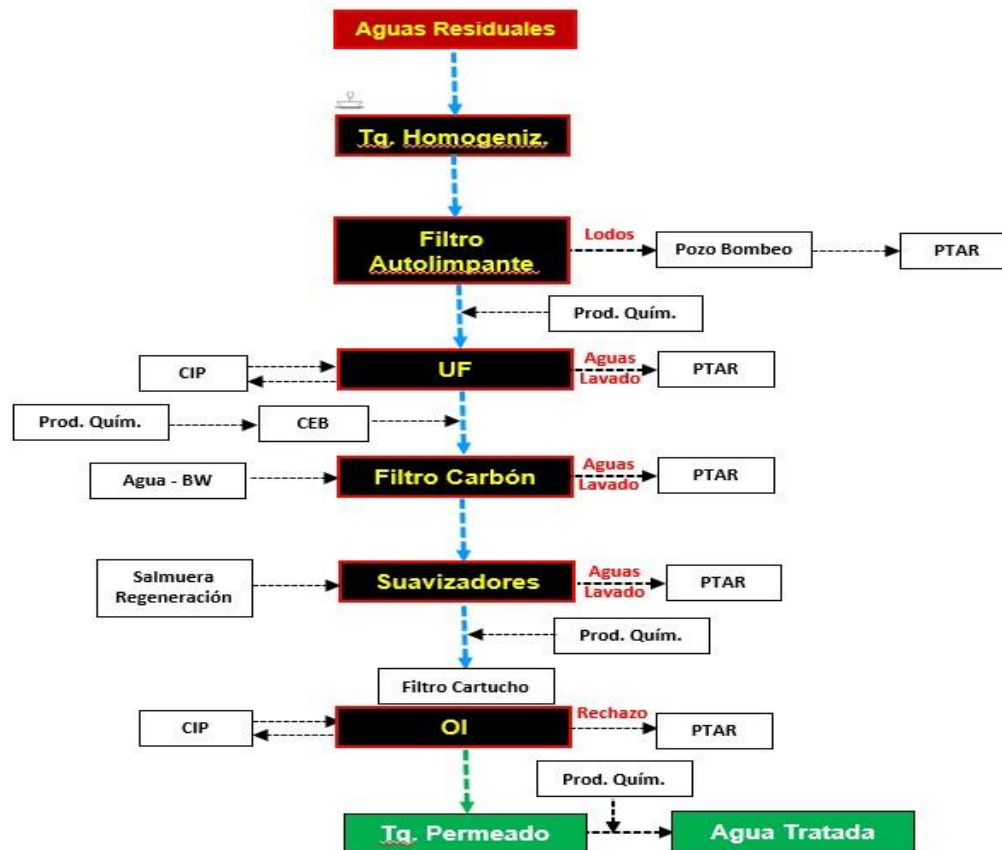 Aguas Residuales
Tq. Homogeniz.
Filtro
Autolimpante
Lodos
Pozo Bombeo
PTAR
Prod. Quím.
CIP
UF
Aguas
Lavado
PTAR
Prod. Quím.
CEB
Agua - BW
Filtro Carbón
Aguas
Lavado
PTAR
Salmuera
Regeneración
Suavizadores
Aguas
Lavado
PTAR
Prod. Quím.
Filtro Cartucho
CIP
OI
Rechazo
PTAR
Prod. Quím.
Tq. Permeado
Agua Tratada